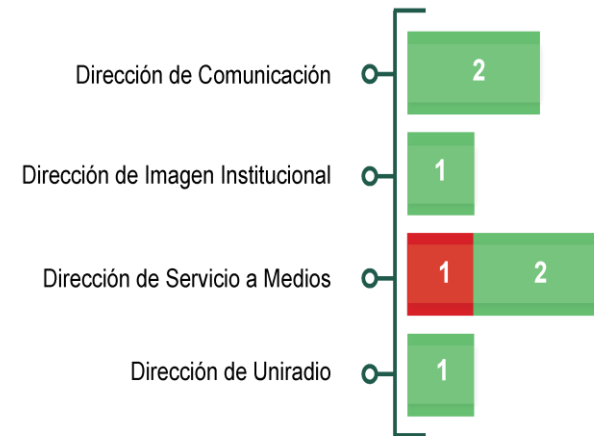 Dirección de Comunicación
2
Dirección de Imagen Institucional
1
Dirección de Servicio a Medios
1 2
Dirección de Uniradio
1